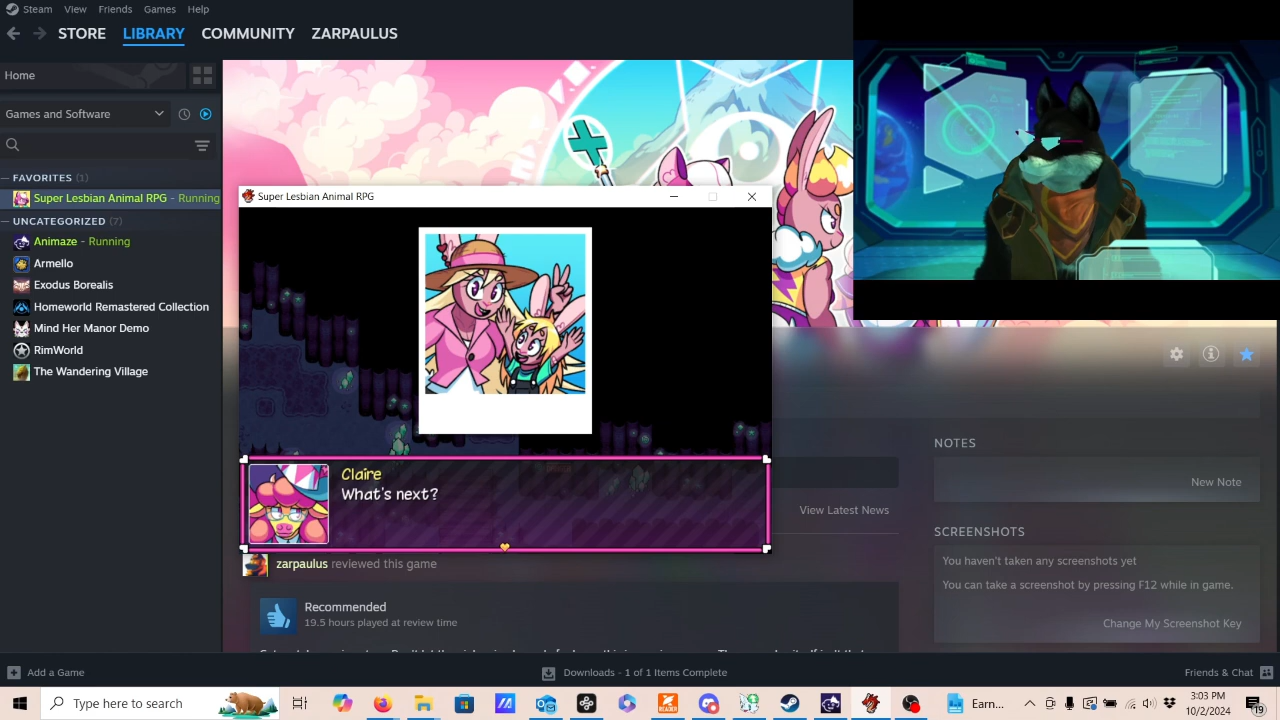 Steam View Friends Games Help
STORE LIBRARY COMMUNITY ZARPAULUS
Home
Games and Software
— FAVORITES (1)
Super Lesbian Animal RPG - Running
— UNCATEGORIZED (7)
Animaze - Running
Armello
Exodus Borealis
Homeworld Remastered Collection
Mind Her Manor Demo
RimWorld
The Wandering Village
Super Lesbian Animal RPG
Claire
What's next?
View Latest News
zarpaulus reviewed this game
Recommended
19.5 hours played at review time
NOTES
New Note
SCREENSHOTS
You haven't taken any screenshots yet
You can take a screenshot by pressing F12 while in game.
Change My Screenshot Key
Add a Game
Downloads - 1 of 1 Items Complete
Friends & Chat
Type here to search
READER
Earn...
3:03 PM
10/2/2024
19